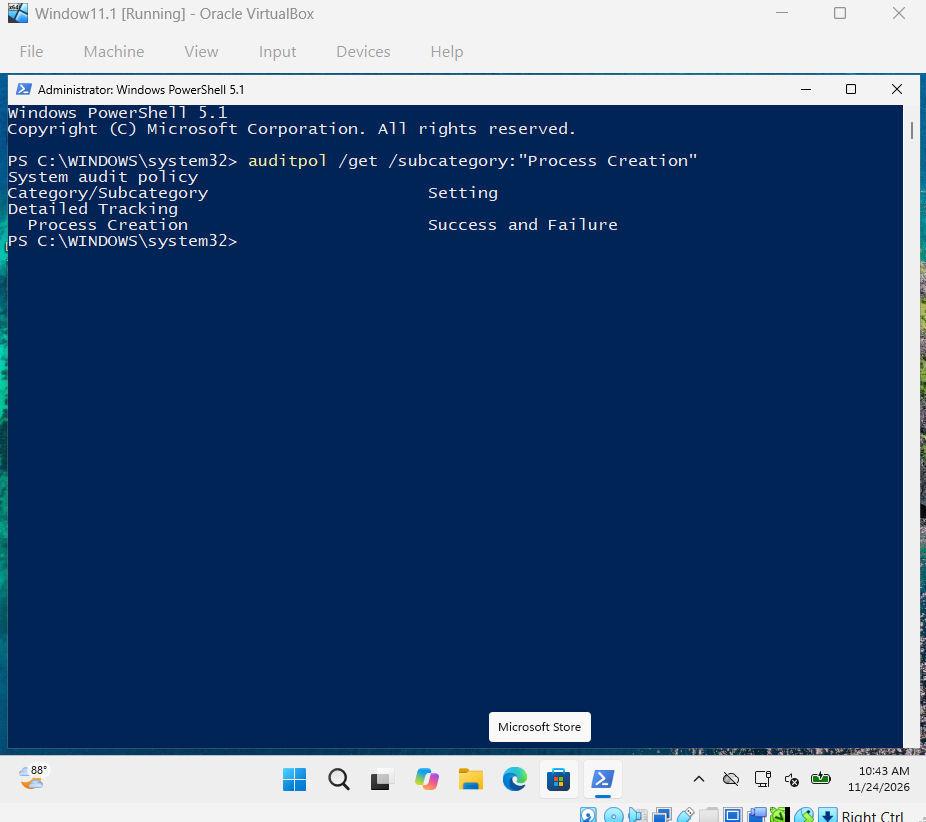 Window11.1 [Running] - Oracle VirtualBox
File Machine View Input Devices Help
Administrator: Windows PowerShell 5.1
Windows PowerShell 5.1
Copyright (C) Microsoft Corporation. All rights reserved.
PS C:\WINDOWS\system32> auditpol /get /subcategory:"Process Creation"
System audit policy
Category/Subcategory Setting
Detailed Tracking
Process Creation Success and Failure
PS C:\WINDOWS\system32>
Microsoft Store
88°
10:43 AM
11/24/2026
Right Ctrl